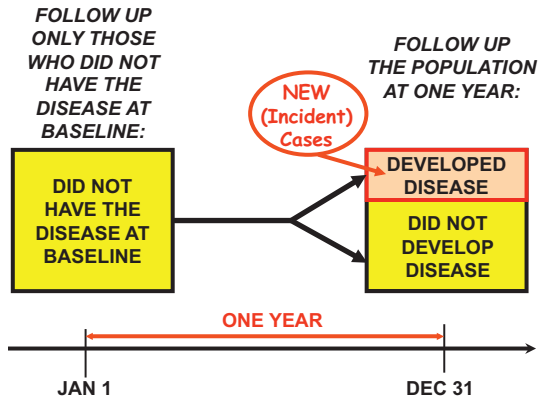 FOLLOW UP
ONLY THOSE
WHO DID NOT
HAVE THE
DISEASE AT
BASELINE:
FOLLOW UP
THE POPULATION
AT ONE YEAR:
NEW
(Incident)
Cases
DID NOT
HAVE THE
DISEASE AT
BASELINE
DEVELOPED
DISEASE
DID NOT
DEVELOP
DISEASE
ONE YEAR
JAN 1
DEC 31